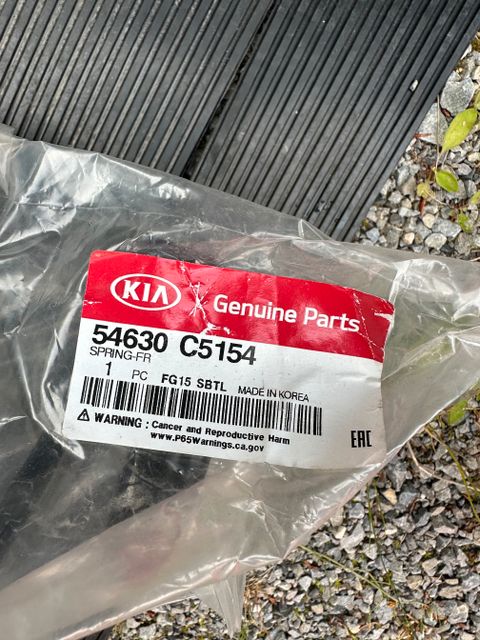 KIA Genuine Parts
54630 C5154
SPRING-FR
1 PC FG15 SBTL MADE IN KOREA
WARNING : Cancer and Reproductive Harm
www.P65Warnings.ca.gov
EAC